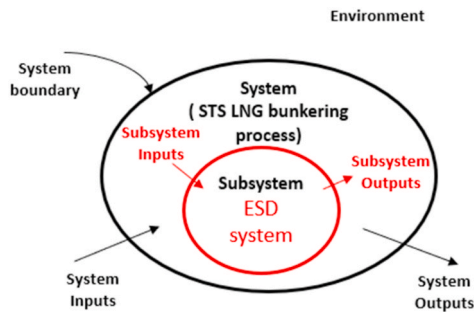 Environment
System
boundary
System
( STS LNG bunkering
process)
Subsystem
Inputs
Subsystem
Outputs
Subsystem
ESD
system
System
Inputs
System
Outputs